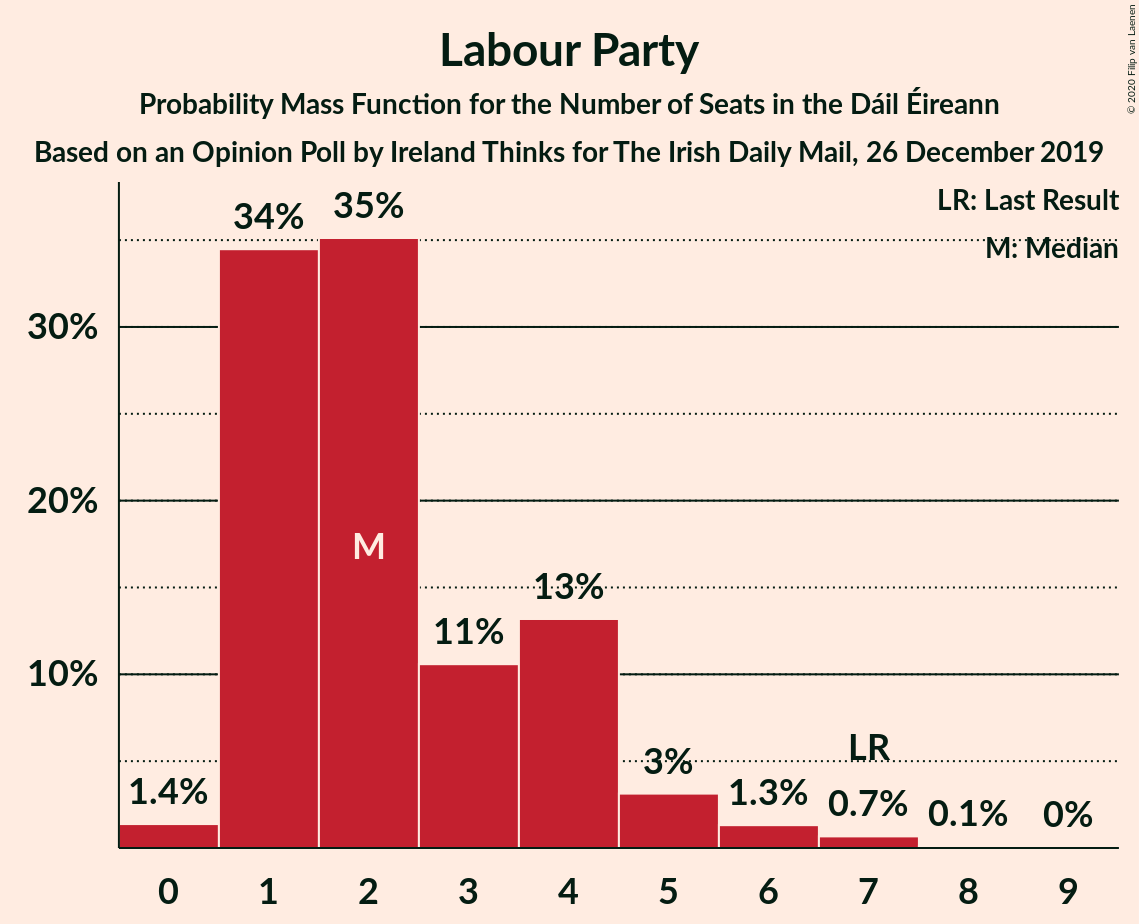 Labour Party
Probability Mass Function for the Number of Seats in the Dáil Éireann
Based on an Opinion Poll by Ireland Thinks for The Irish Daily Mail, 26 December 2019
© 2020 Filip van Laenen
LR: Last Result
M: Median
34%
35%
30%
20%
10%
M
13%
11%
LR
3%
1.4%
1.3%
0.7%
0.1%
0%
0 1 2 3 4 5 6 7 8 9